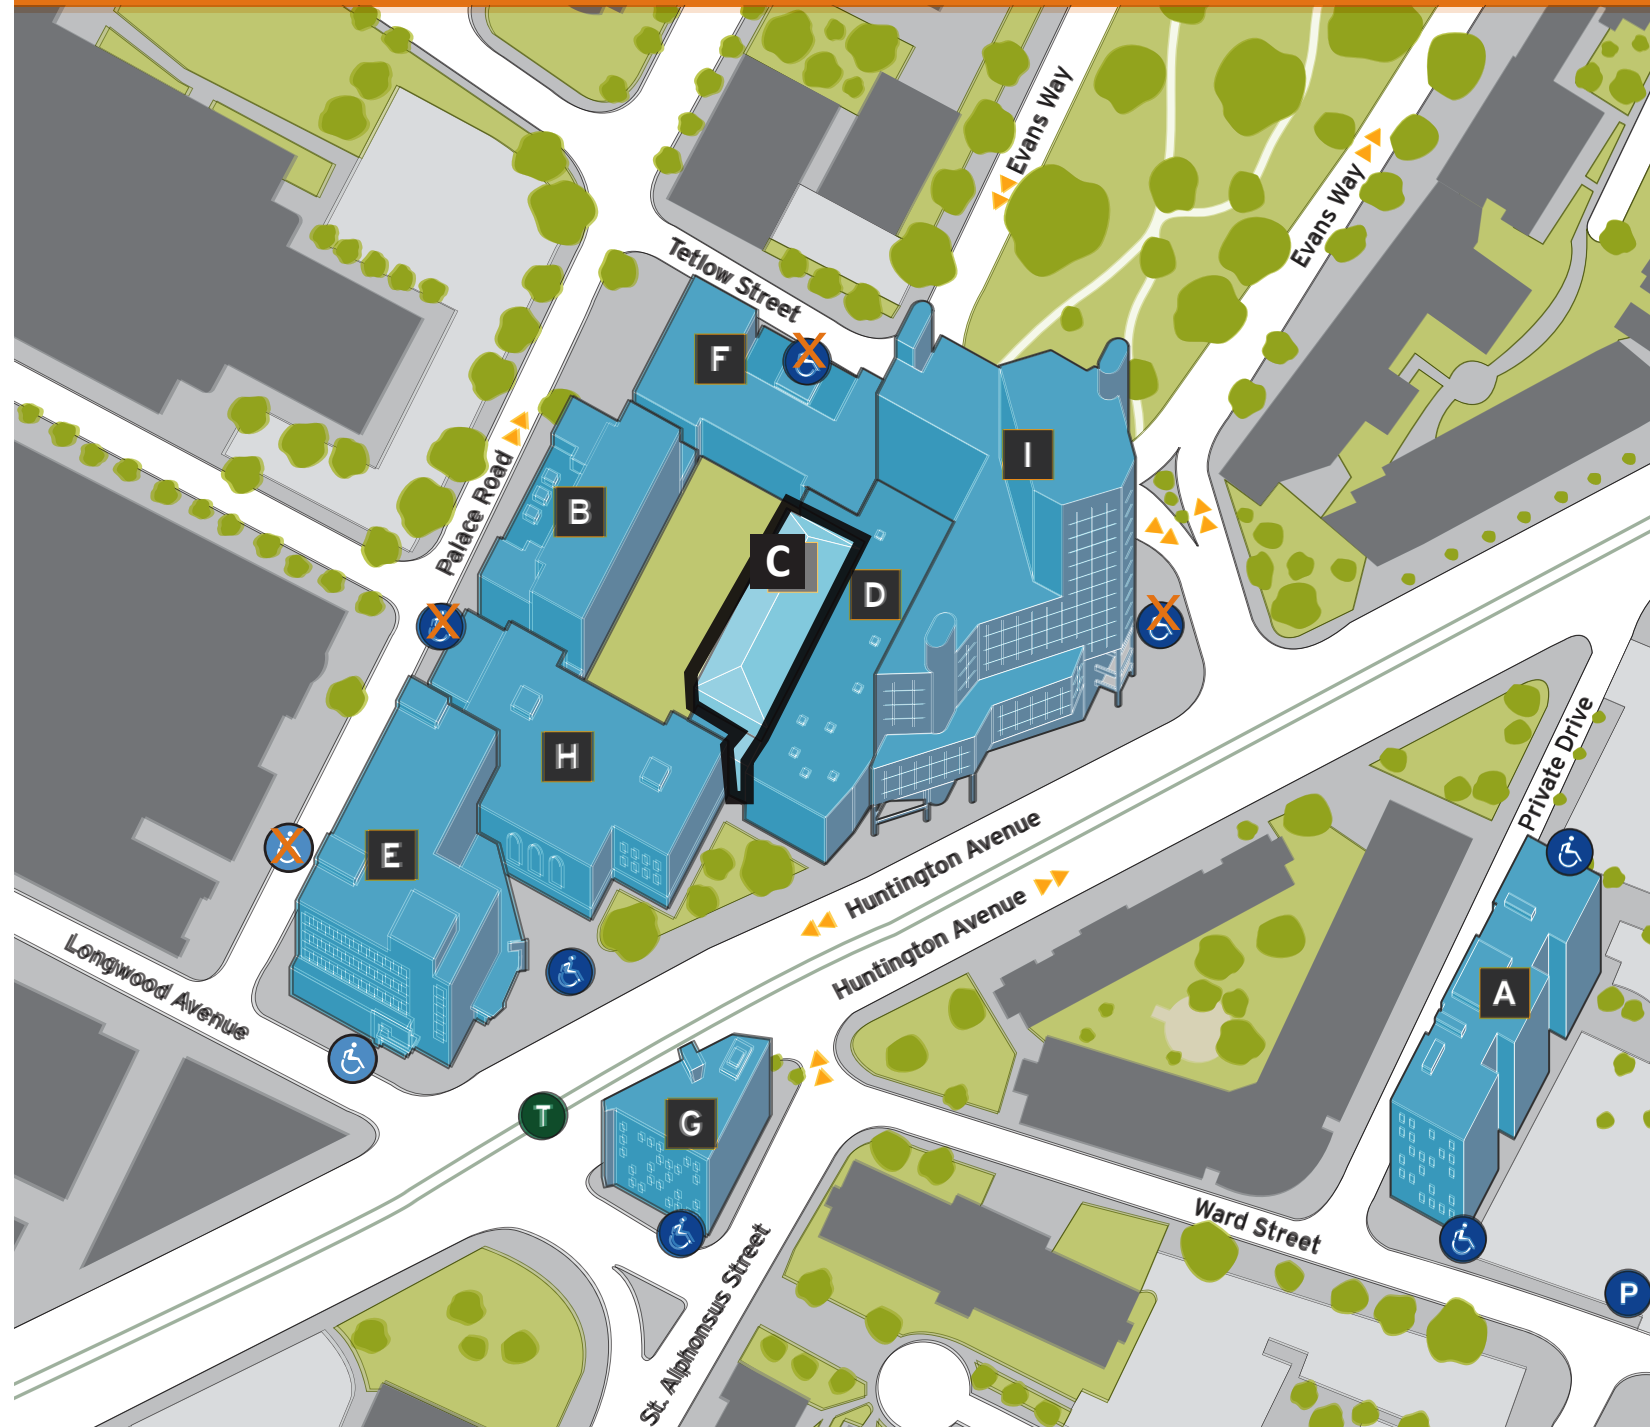 Evans Way
Evans Way
Tetlow Street
X
F
I
Palace Road
B
C
D
X
X
Private Drive
H
X
E
Huntington Avenue
Huntington Avenue
Longwood Avenue
A
T
G
Ward Street
St. Alphonsus Street
P